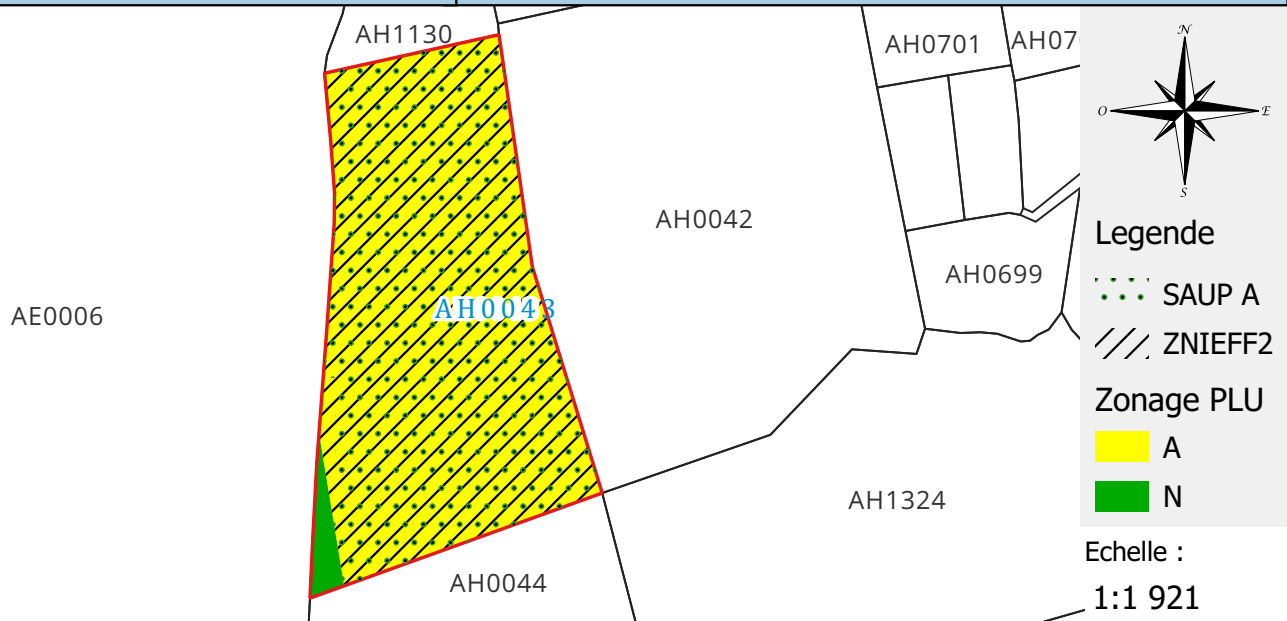 AH1130
AH0701
AH07
N
O
E
S
AH0042
Legende
AH0699
SAUP A
AH0043
AE0006
ZNIEFF2
Zonage PLU
A
N
AH1324
Echelle :
AH0044
1:1 921